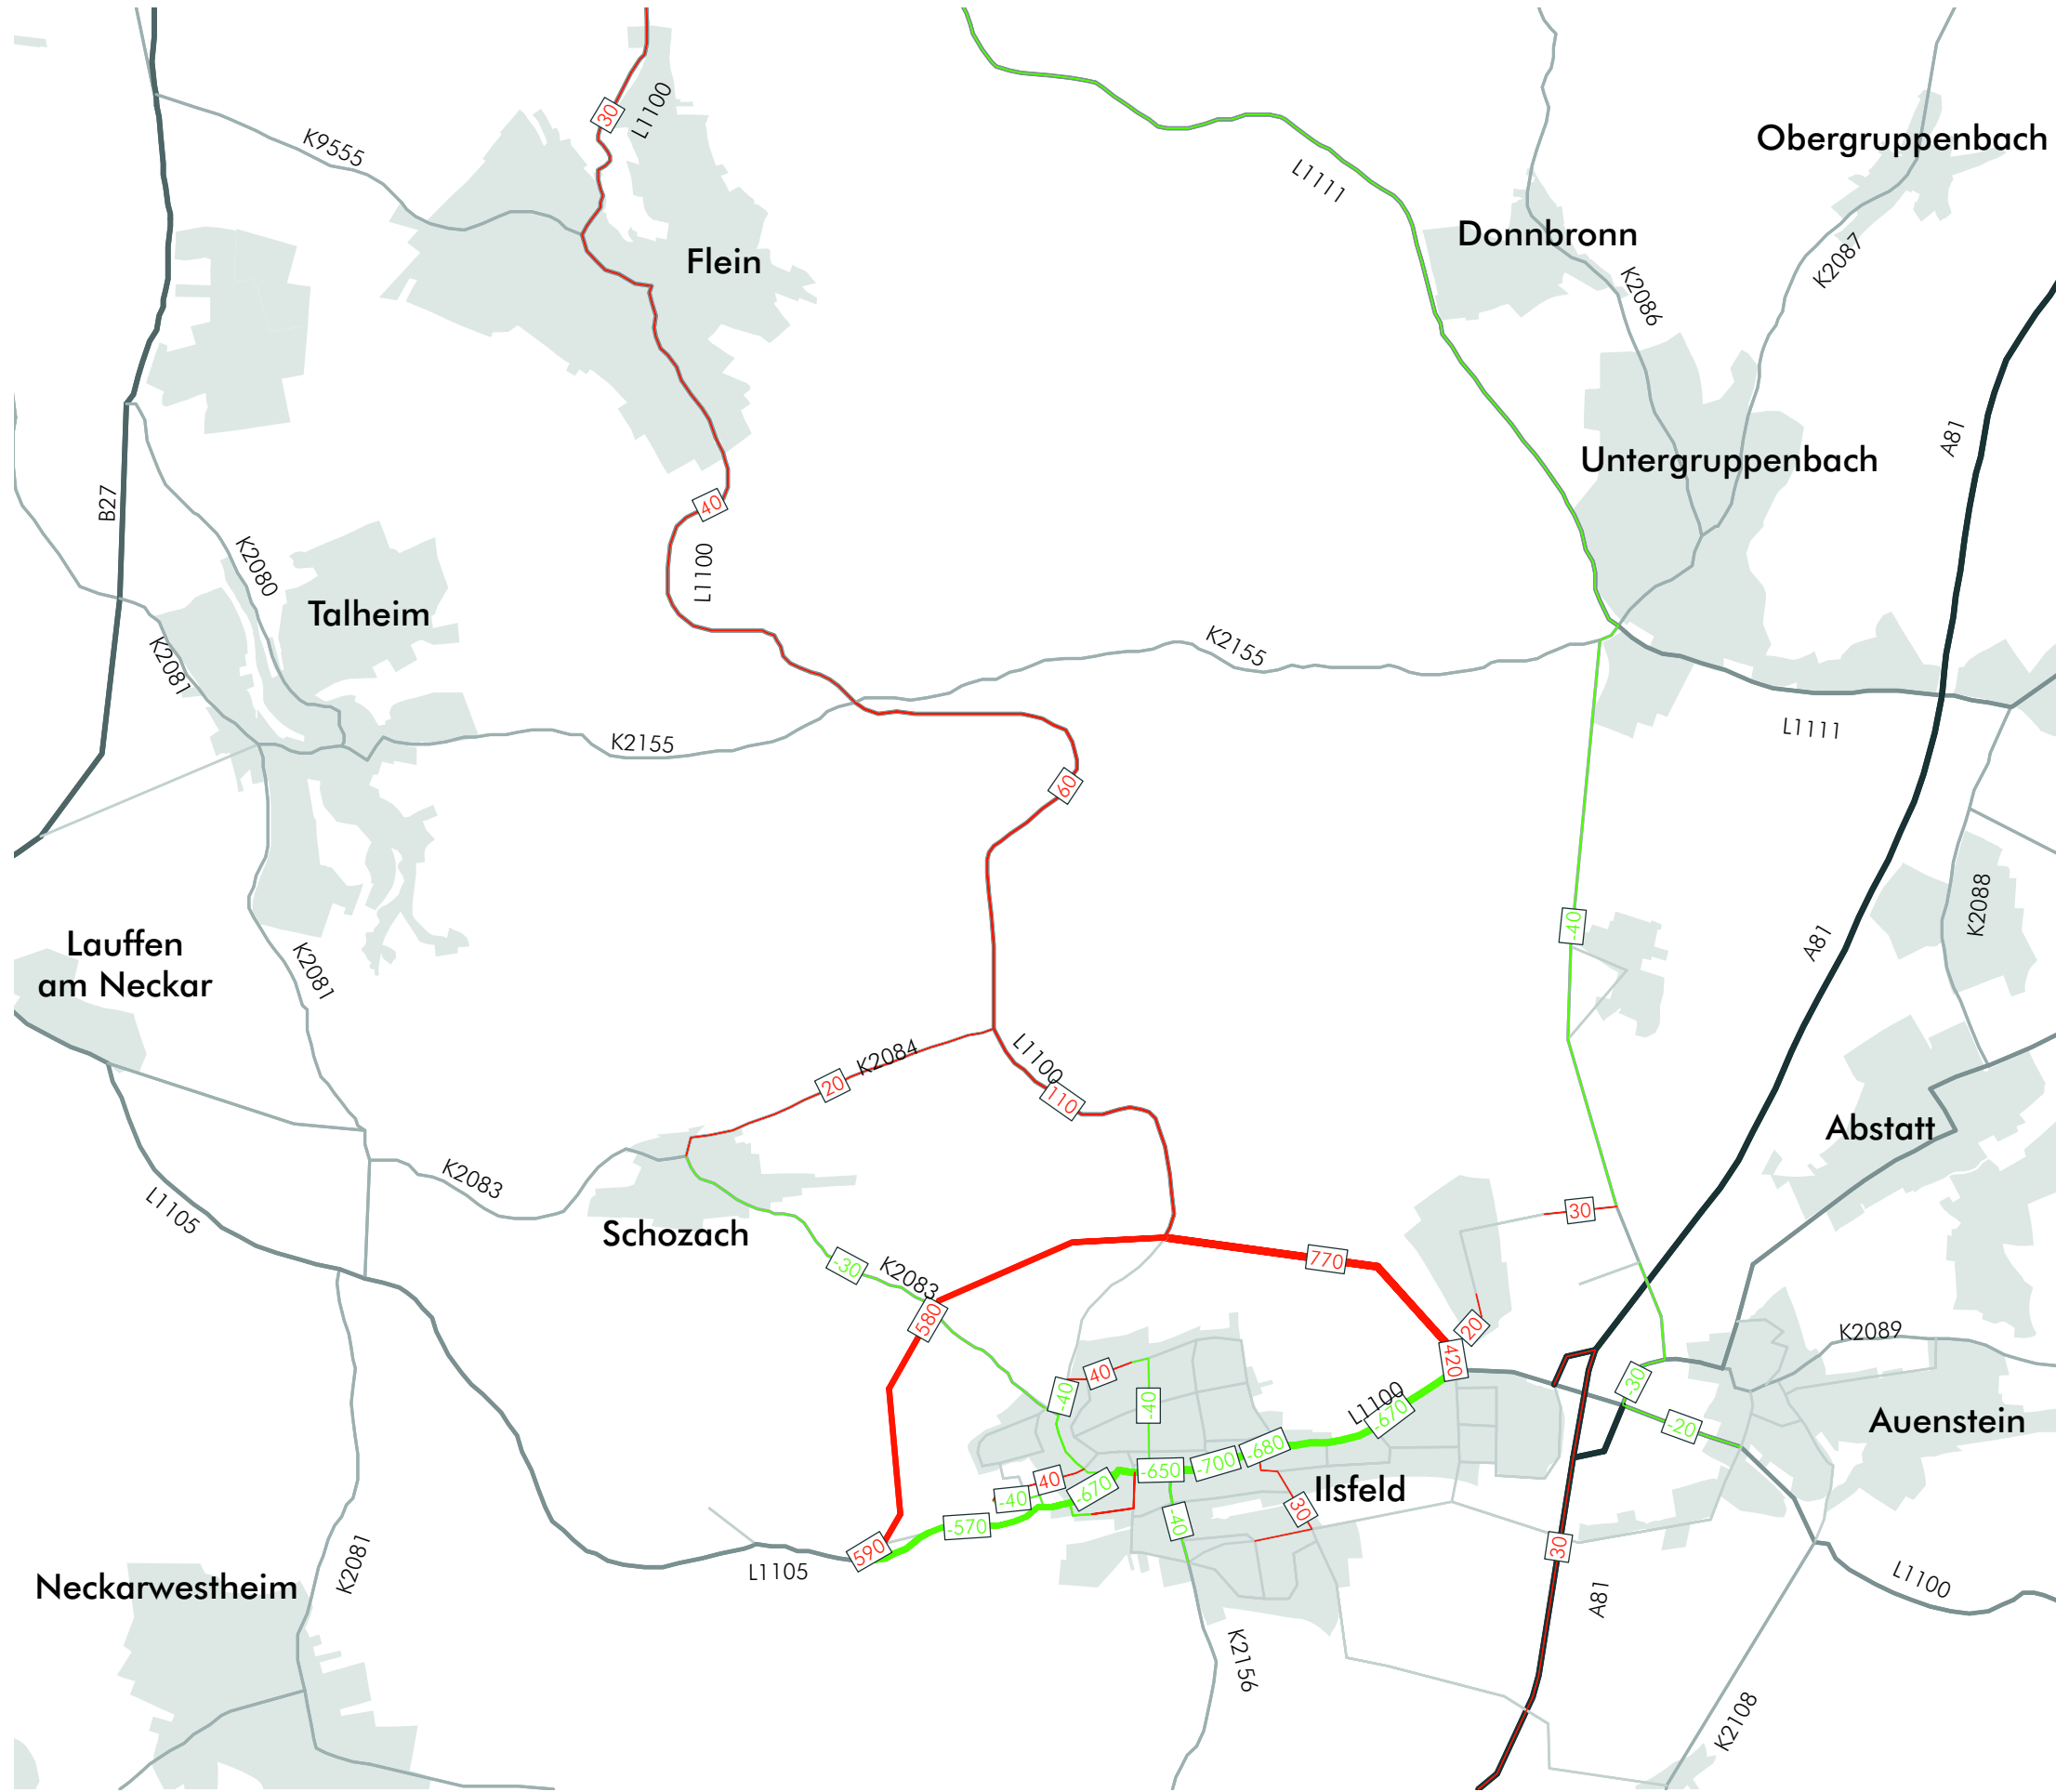 30
L1100
K9555
Obergruppenbach
L1111
Donnbronn
K2087
Flein
K2086
A81
Untergruppenbach
B27
40
K2080
L1100
Talheim
K2081
K2155
K2155
L1111
60
K2088
-40
A81
Lauffen
am Neckar
K2081
L1100
K2084
20
110
Abstatt
K2083
L1105
30
Schozach
770
-30
K2083
580
20
K2089
420
40
-40
-40
-30
L1100
-670
-20
Auenstein
-680
-700
-650
40
-670
-40
Ilsfeld
30
-40
-570
590
30
L1105
K2081
Neckarwestheim
A81
L1100
K2156
K2108